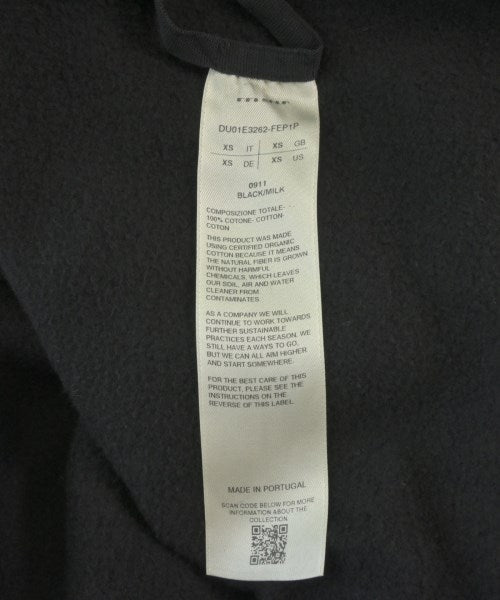 DU01E3262-FEP1P
XS IT XS GB
XS DE XS US
0911
BLACK/MILK
COMPOSIZIONE TOTALE-
100% COTONE- COTTON-
COTON
THIS PRODUCT WAS MADE
USING CERTIFIED ORGANIC
COTTON BECAUSE IT MEANS
THE NATURAL FIBER IS GROWN
WITHOUT HARMFUL
CHEMICALS, WHICH LEAVES
OUR SOIL, AIR AND WATER
CLEANER FROM
CONTAMINATES
AS A COMPANY WE WILL
CONTINUE TO WORK TOWARDS
FURTHER SUSTAINABLE
PRACTICES EACH SEASON. WE
STILL HAVE A WAYS TO GO,
BUT WE CAN ALL AIM HIGHER
AND START SOMEWHERE.
FOR THE BEST CARE OF THIS
PRODUCT, PLEASE SEE THE
INSTRUCTIONS ON THE
REVERSE OF THIS LABEL
MADE IN PORTUGAL
SCAN CODE BELOW FOR MORE
INFORMATION ABOUT THE
COLLECTION